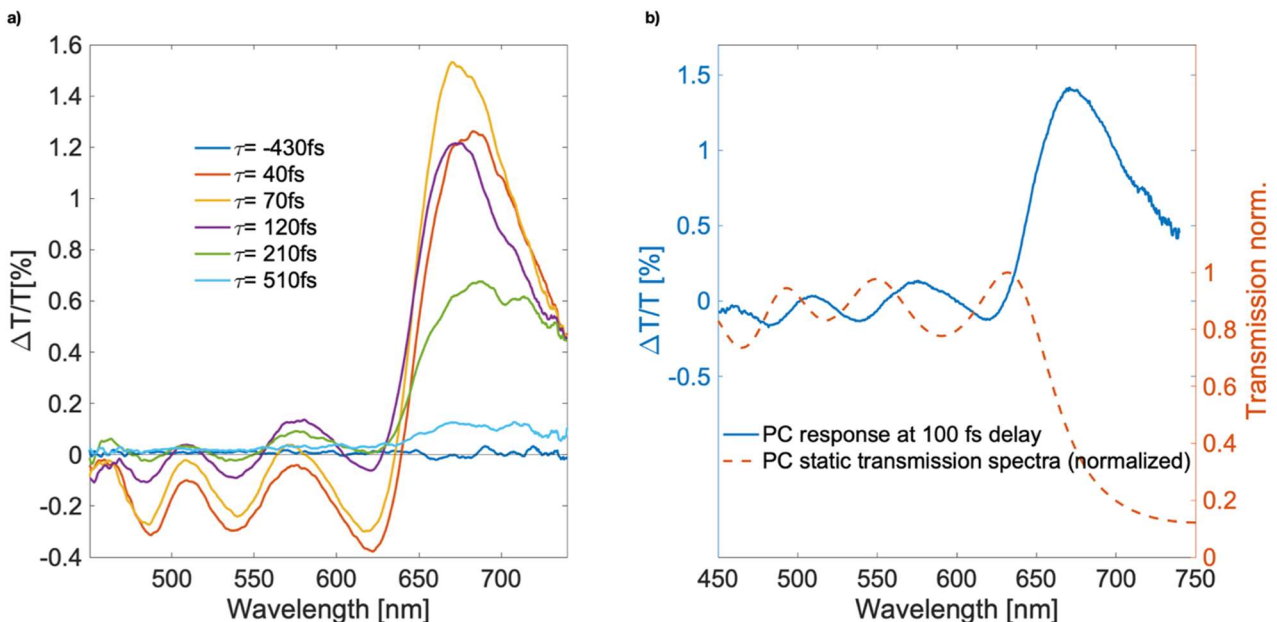 a)
1.6
1.4
1.2
1
0.8
0.6
0.4
0.2
0
-0.2
-0.4
ΔT/T[%]
τ= -430fs
τ= 40fs
τ= 70fs
τ= 120fs
τ= 210fs
τ= 510fs
500
550
600
650
700
Wavelength [nm]
b)
1.5
1
0.5
0
-0.5
ΔT/T [%]
1
0.8
0.6
0.4
0.2
0
Transmission norm.
PC response at 100 fs delay
PC static transmission spectra (normalized)
450
500
550
600
650
700
750
Wavelength [nm]